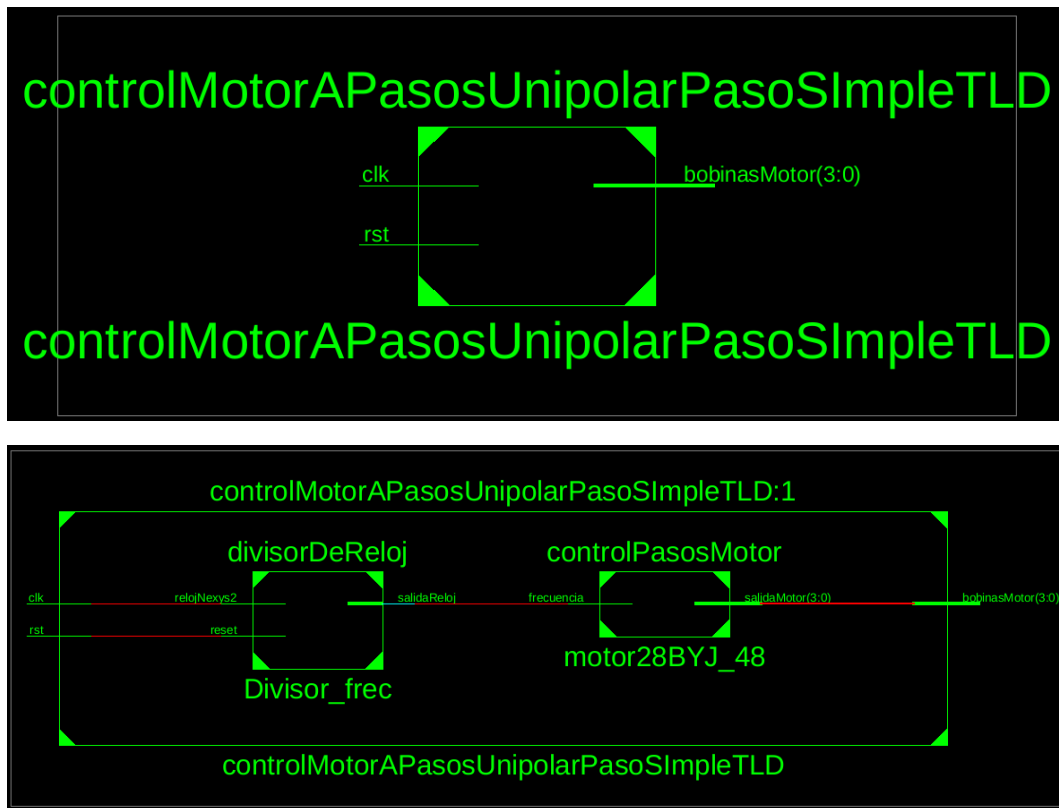 controlMotorAPasosUnipolarPasoSImpleTLD
clk
bobinasMotor(3:0)
rst
controlMotorAPasosUnipolarPasoSImpleTLD
controlMotorAPasosUnipolarPasoSImpleTLD:1
divisorDeReloj
controlPasosMotor
clk
relojNexys2
salidaReloj
frecuencia
salidaMotor(3:0)
bobinasMotor(3:0)
rst
reset
motor28BYJ_48
Divisor_frec
controlMotorAPasosUnipolarPasoSImpleTLD